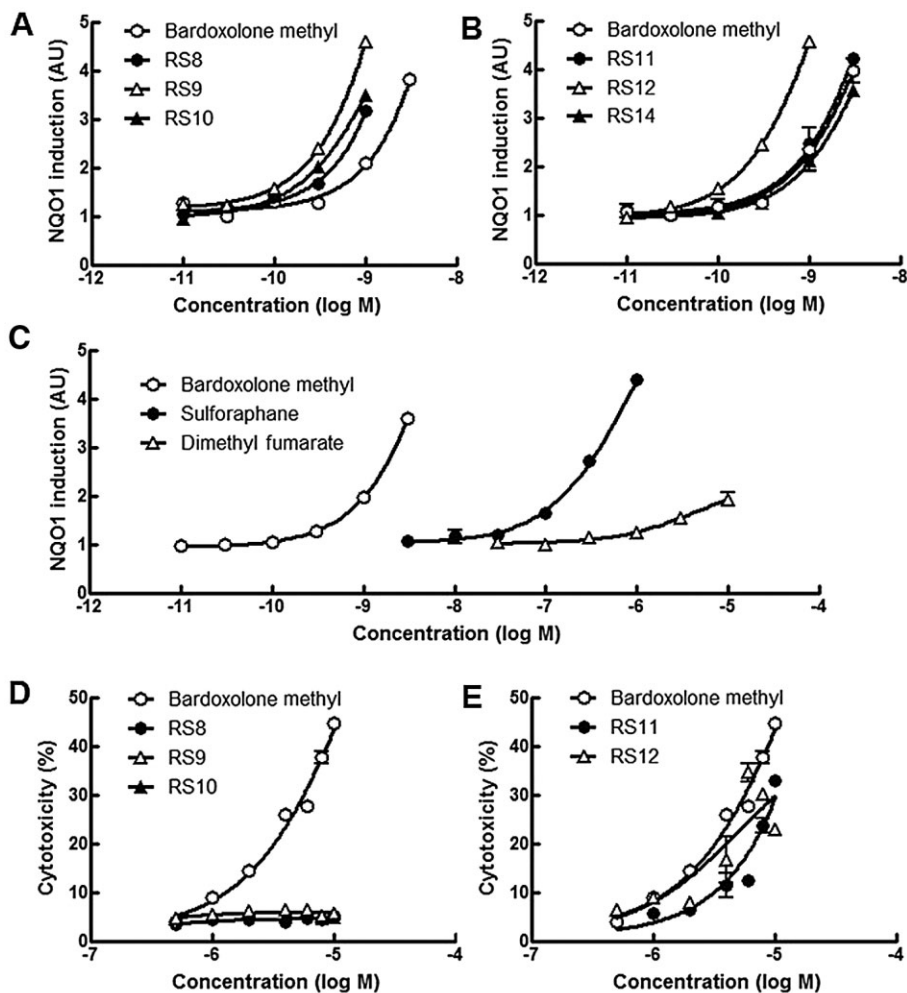 A
NQO1 induction (AU)
5
4
3
2
1
0
Bardoxolone methyl
RS8
RS9
RS10
-12 -11 -10 -9 -8
Concentration (log M)
B
NQO1 induction (AU)
5
4
3
2
1
0
Bardoxolone methyl
RS11
RS12
RS14
-12 -11 -10 -9 -8
Concentration (log M)
C
NQO1 induction (AU)
5
4
3
2
1
0
Bardoxolone methyl
Sulforaphane
Dimethyl fumarate
-12 -11 -10 -9 -8 -7 -6 -5 -4
Concentration (log M)
D
Cytotoxicity (%)
50
40
30
20
10
0
Bardoxolone methyl
RS8
RS9
RS10
-7 -6 -5 -4
Concentration (log M)
E
Cytotoxicity (%)
50
40
30
20
10
0
Bardoxolone methyl
RS11
RS12
-7 -6 -5 -4
Concentration (log M)